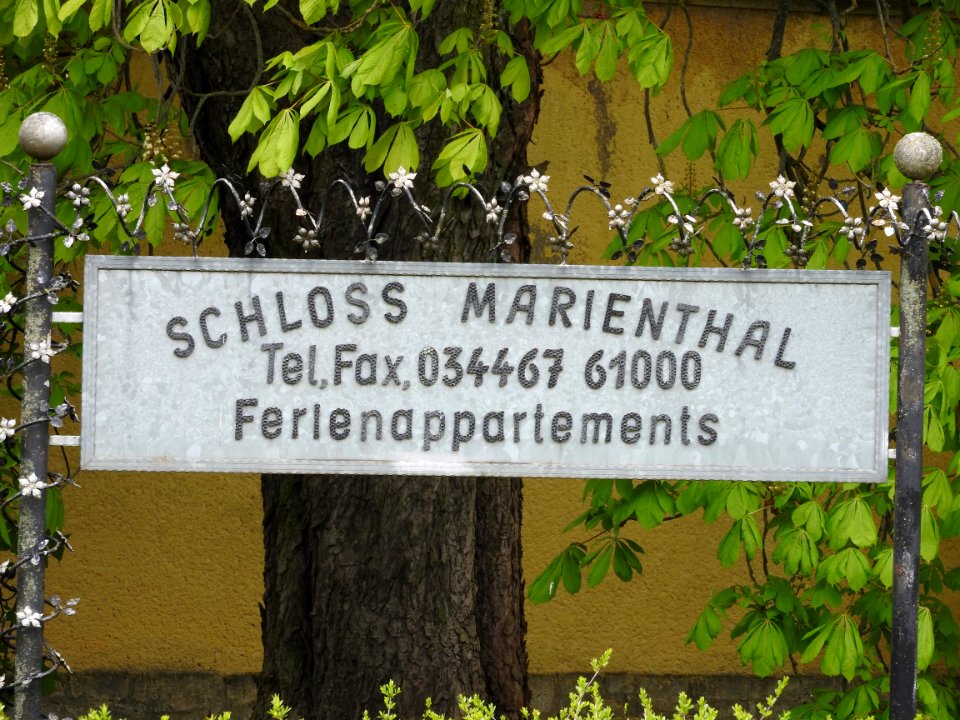 SCHLOSS MARIENTHAL
Tel, Fax, 034467 61000
Ferienappartements